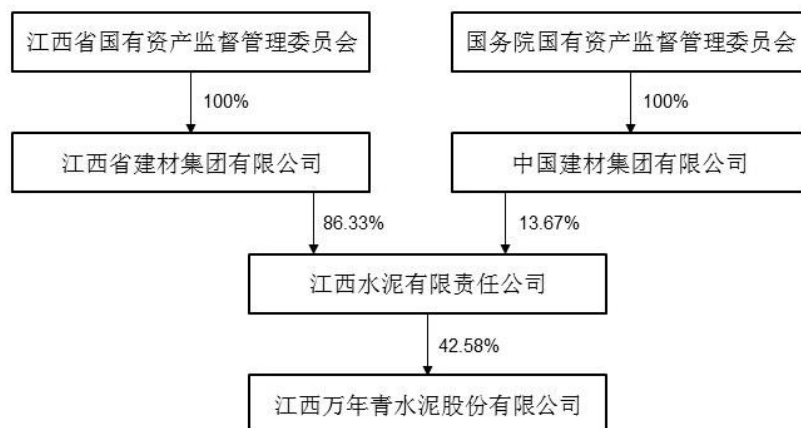 江西省国有资产监督管理委员会
国务院国有资产监督管理委员会
100%
100%
江西省建材集团有限公司
中国建材集团有限公司
86.33%
13.67%
江西水泥有限责任公司
42.58%
江西万年青水泥股份有限公司